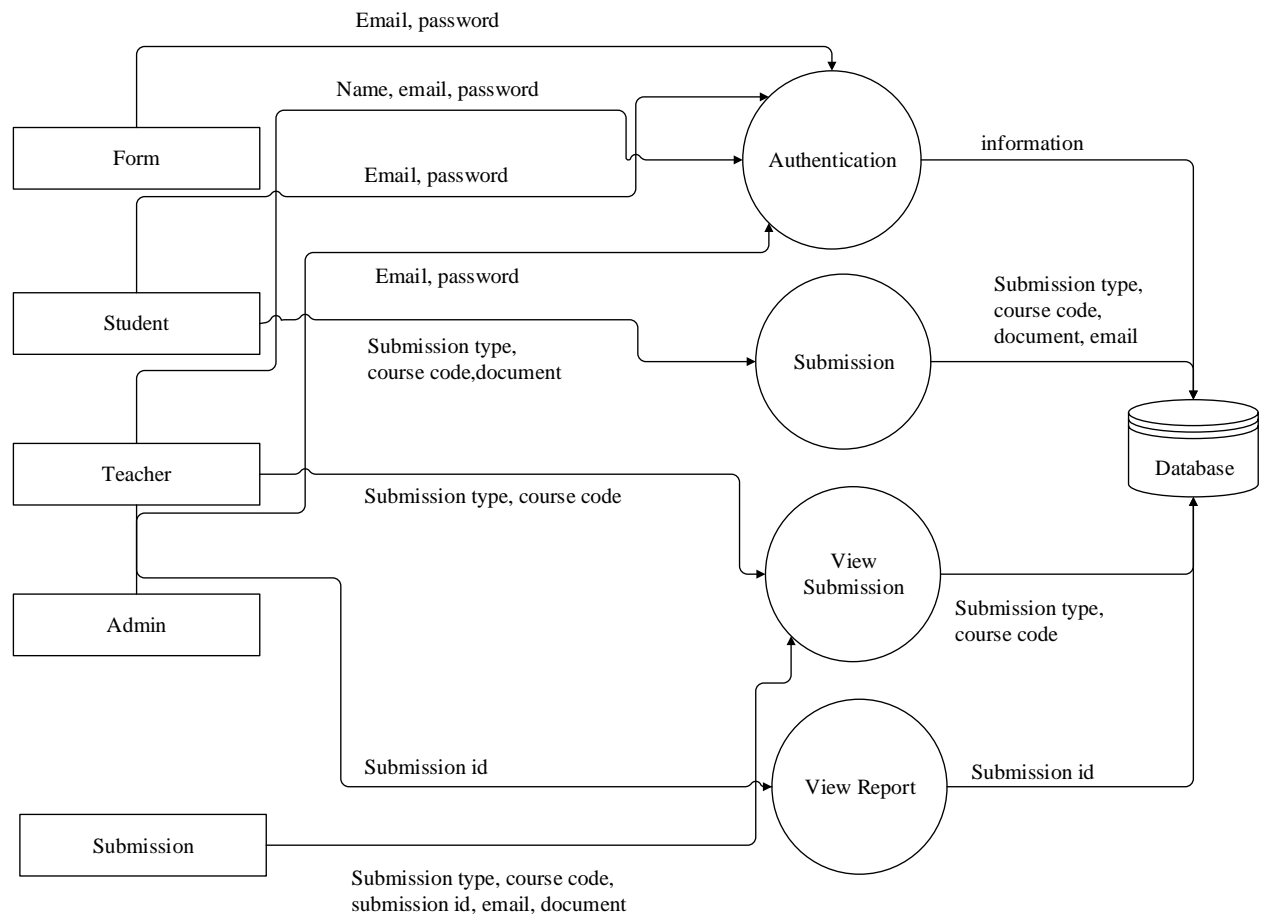 Email, password
Name, email, password
Form
Authentication
information
Email, password
Email, password
Student
Submission type,
course code,document
Submission
Submission type,
course code,
document, email
Teacher
Submission type, course code
Database
View
Submission
Submission type,
course code
Admin
Submission id
View Report
Submission id
Submission
Submission type, course code,
submission id, email, document